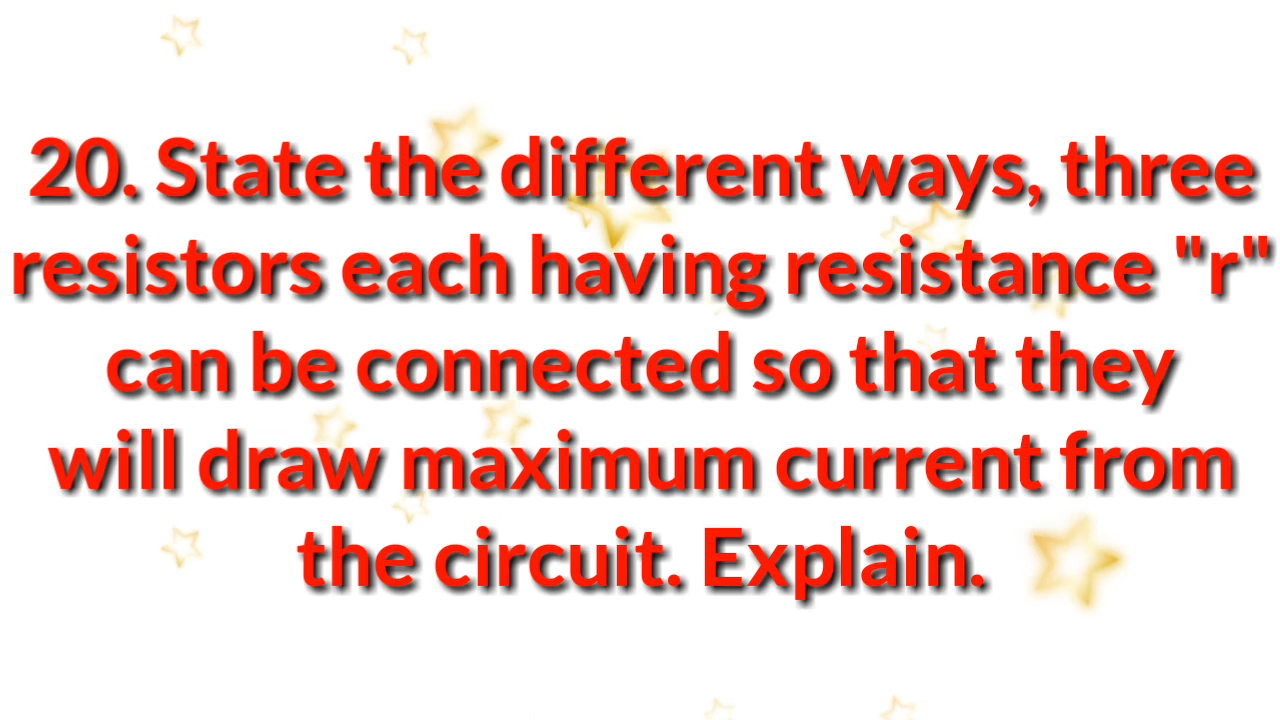 20. State the different ways, three
resistors each having resistance "r"
can be connected so that they
will draw maximum current from
the circuit. Explain.